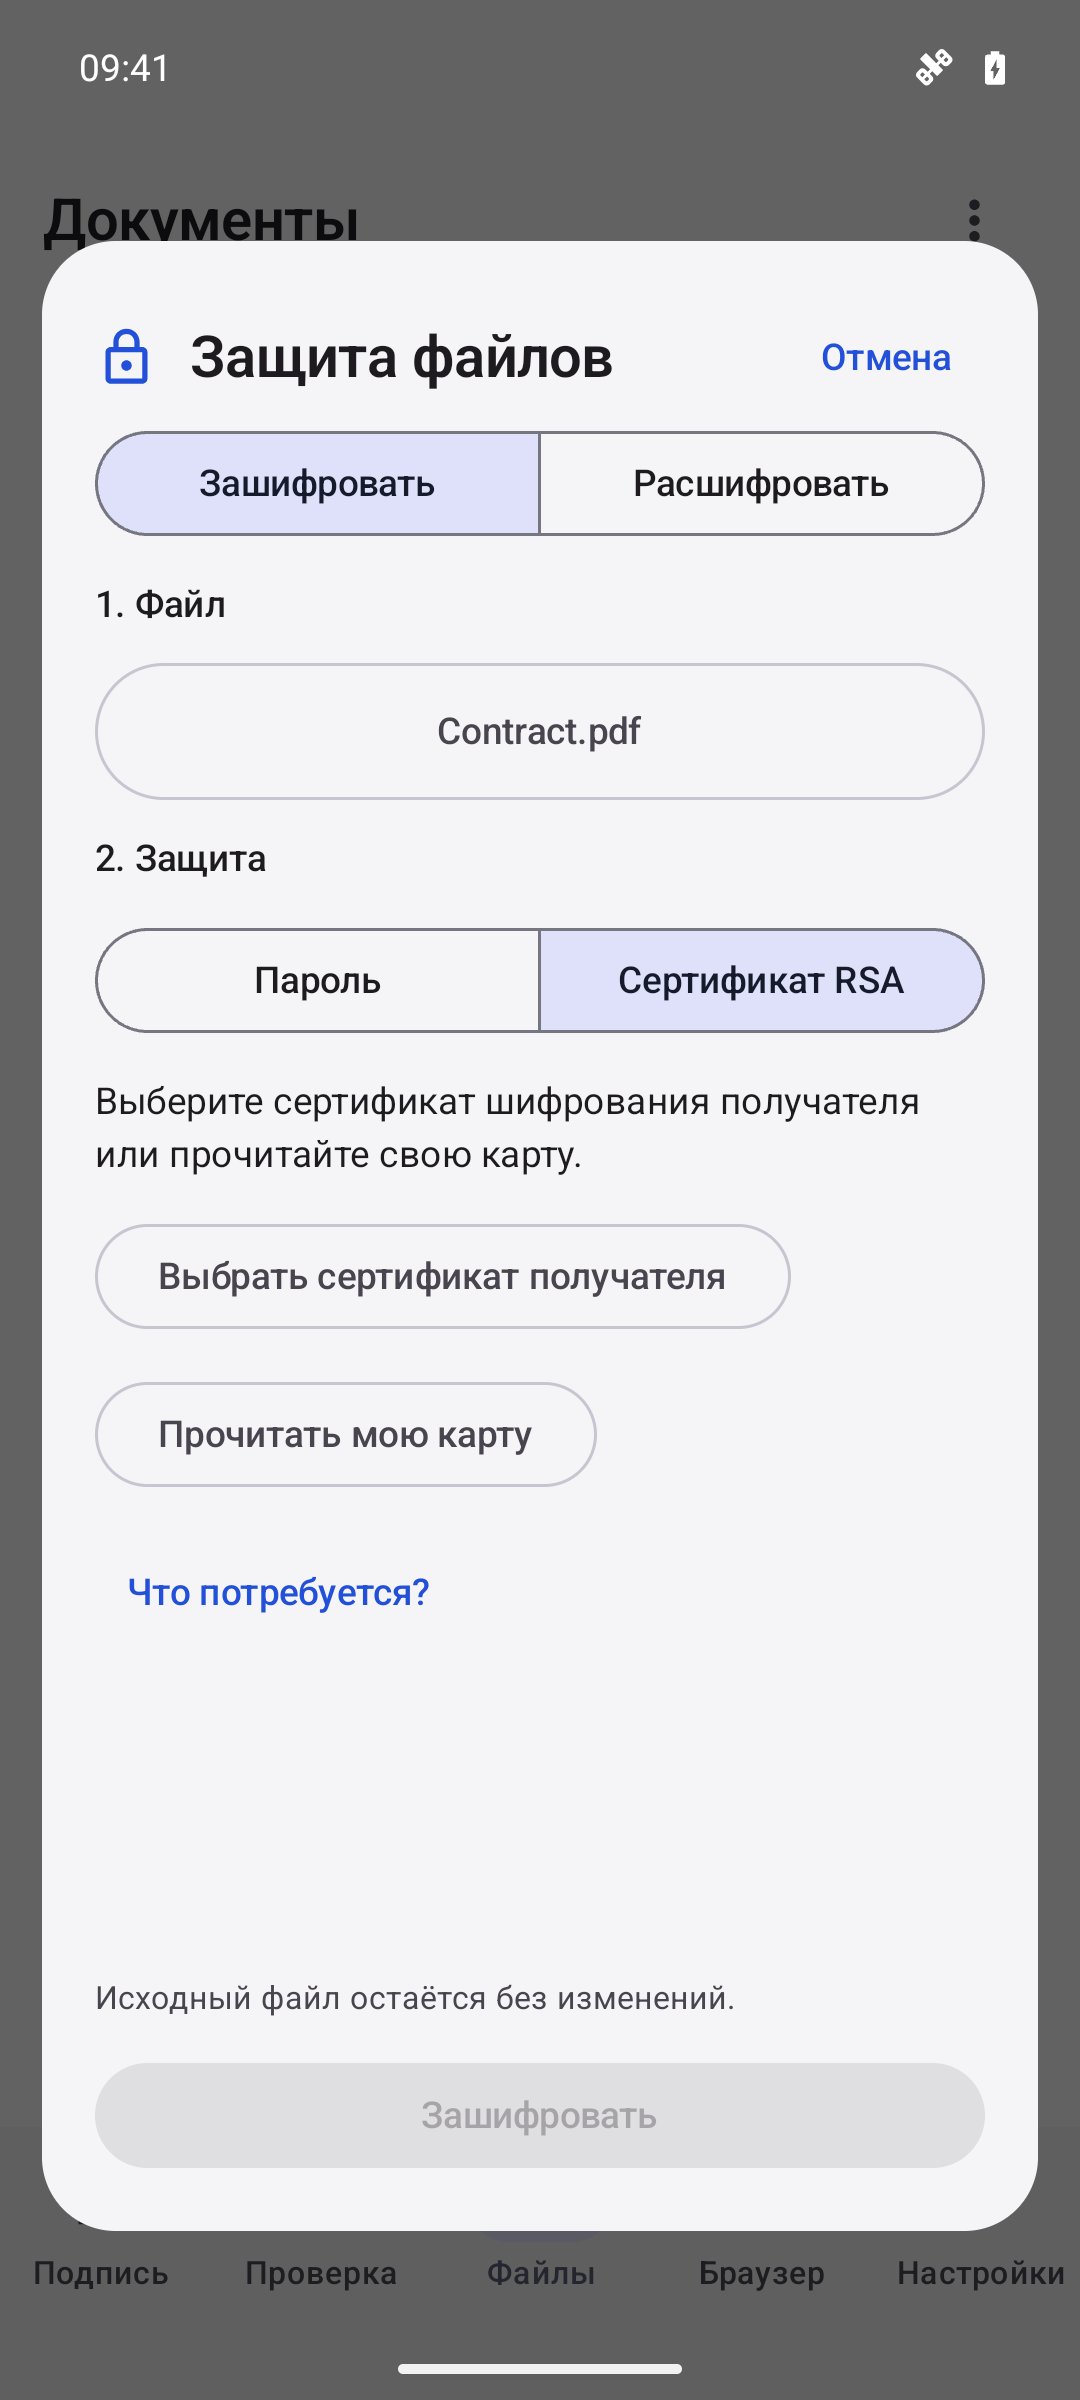 09:41
Документы
Защита файлов
Отмена
Зашифровать
Расшифровать
1. Файл
Contract.pdf
2. Защита
Пароль
Сертификат RSA
Выберите сертификат шифрования получателя
или прочитайте свою карту.
Выбрать сертификат получателя
Прочитать мою карту
Что потребуется?
Исходный файл остаётся без изменений.
Зашифровать
Подпись
Проверка
Файлы
Браузер
Настройки